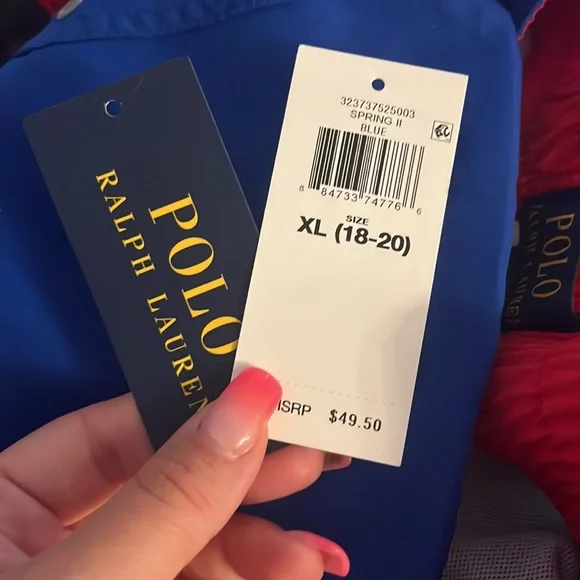 POLO
RALPH LAUREN
323737525003
SPRING II
BLUE
8 84733 74776 6
SIZE
XL (18-20)
MSRP $49.50
POLO
RALPH LAUREN